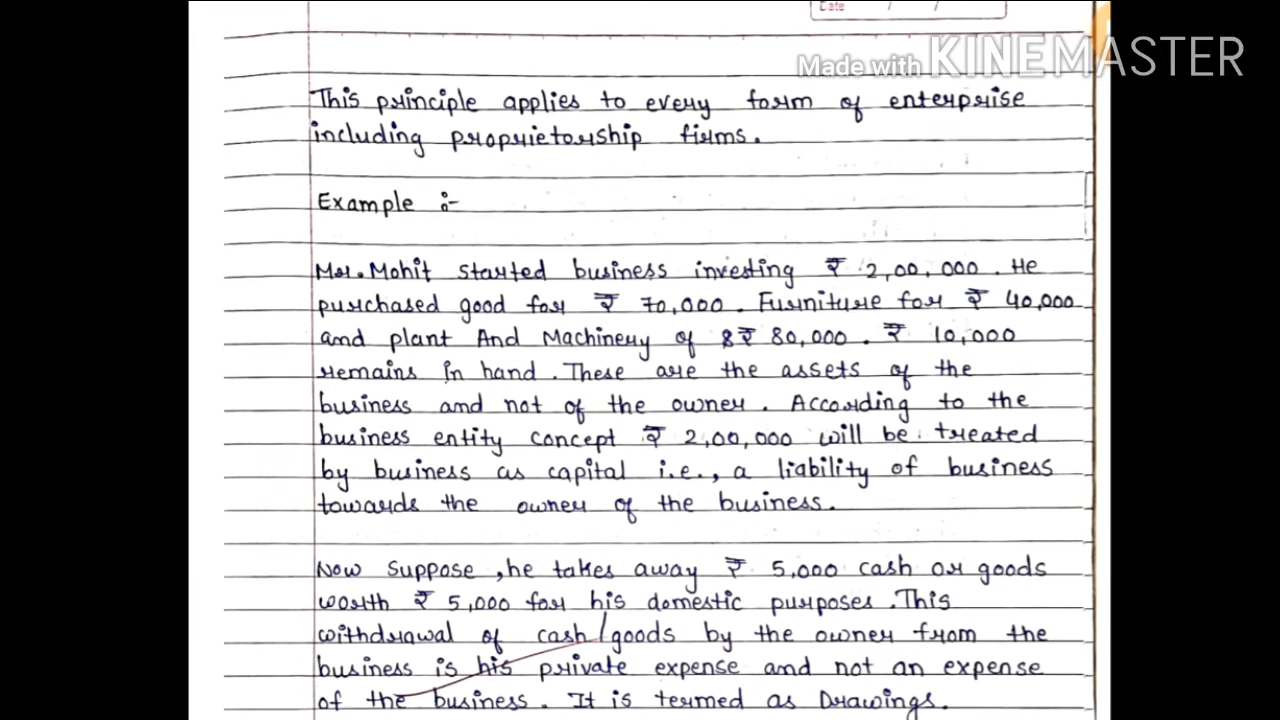 Date / /
Made with KINEMASTER
This principle applies to every form of enterprise
including proprietorship firms.
Example :-
Mr. Mohit started business investing ₹ 2,00,000. He
purchased good for ₹ 70,000. Furniture for ₹ 40,000
and plant And Machinery of 8₹ 80,000. ₹ 10,000
remains in hand. These are the assets of the
business and not of the owner. According to the
business entity concept ₹ 2,00,000 will be treated
by business as capital i.e., a liability of business
towards the owner of the business.
Now suppose, he takes away ₹ 5,000 cash or goods
worth ₹ 5,000 for his domestic purposes. This
withdrawal of cash/goods by the owner from the
business is his private expense and not an expense
of the business. It is termed as Drawings.